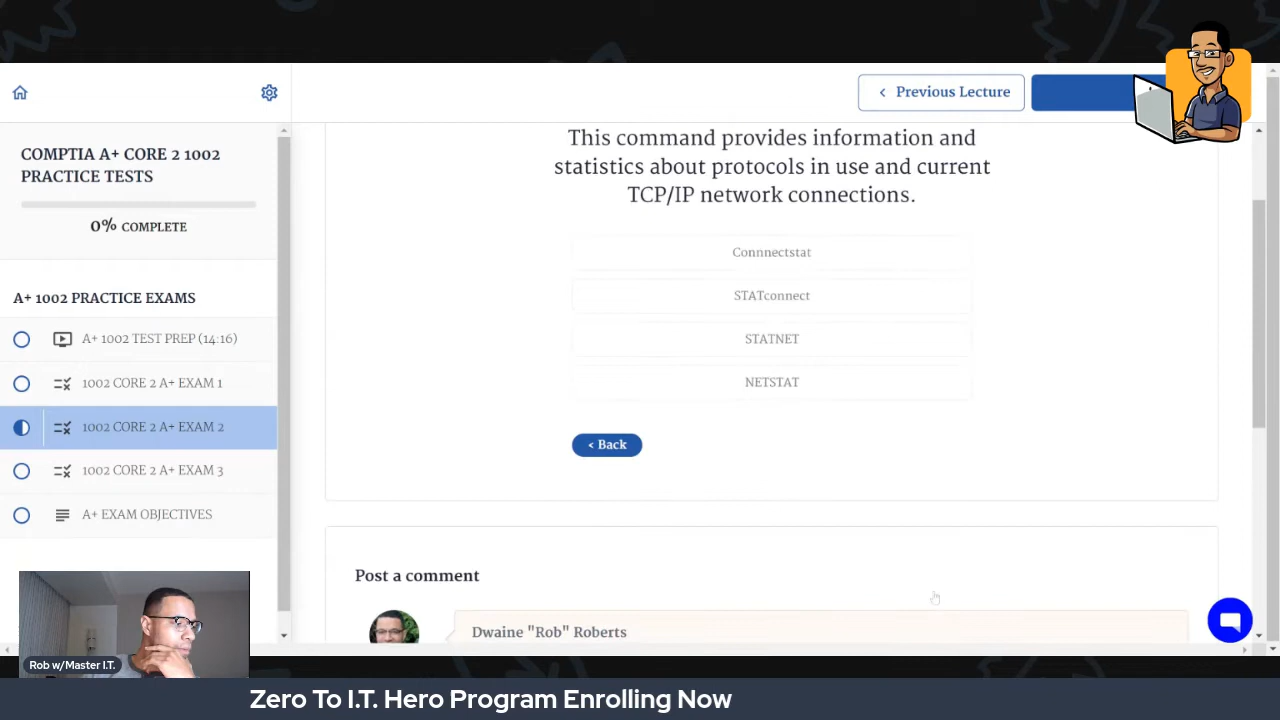 Previous Lecture
COMPTIA A+ CORE 2 1002
PRACTICE TESTS
0% COMPLETE
A+ 1002 PRACTICE EXAMS
A+ 1002 TEST PREP (14:16)
1002 CORE 2 A+ EXAM 1
1002 CORE 2 A+ EXAM 2
1002 CORE 2 A+ EXAM 3
A+ EXAM OBJECTIVES
This command provides information and
statistics about protocols in use and current
TCP/IP network connections.
Connnectstat
STATconnect
STATNET
NETSTAT
< Back
Post a comment
Dwaine "Rob" Roberts
Rob w/Master I.T.
Zero To I.T. Hero Program Enrolling Now